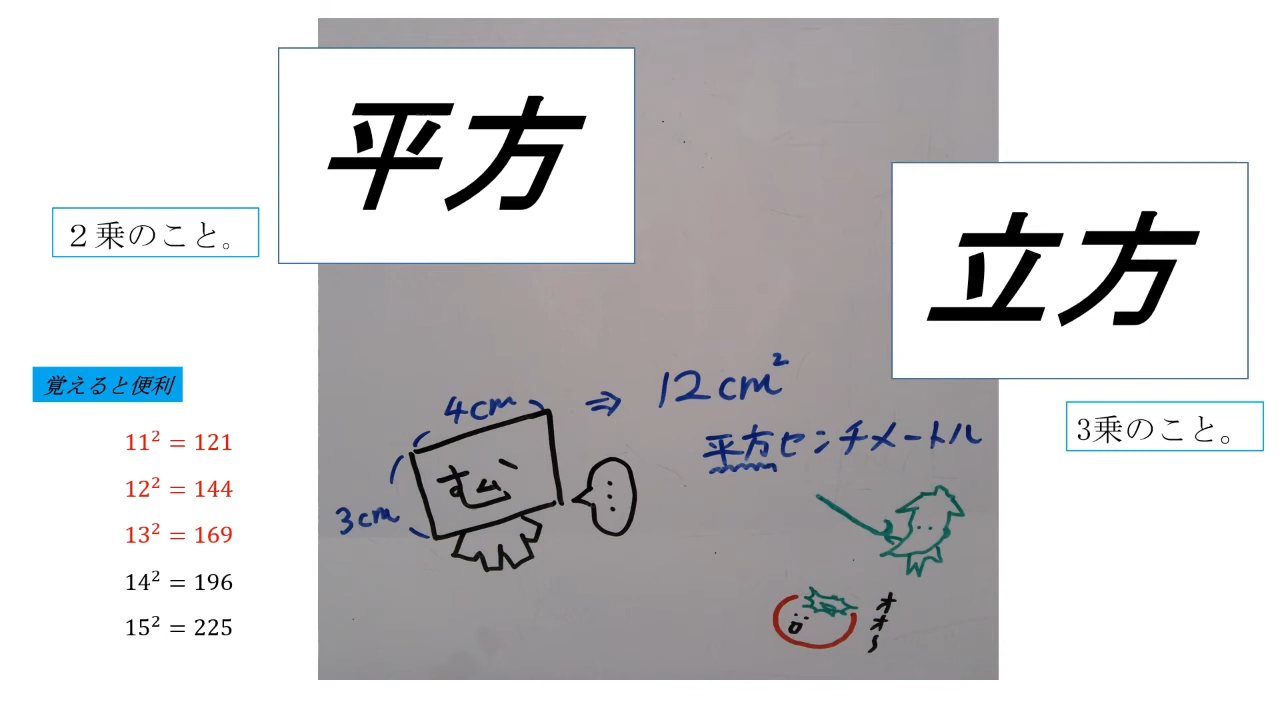 平方
2乗のこと。
立方
3乗のこと。
覚えると便利
11² = 121
12² = 144
13² = 169
14² = 196
15² = 225
4cm ⇒ 12cm²
平方センチメートル
3cm
…
オオ〜